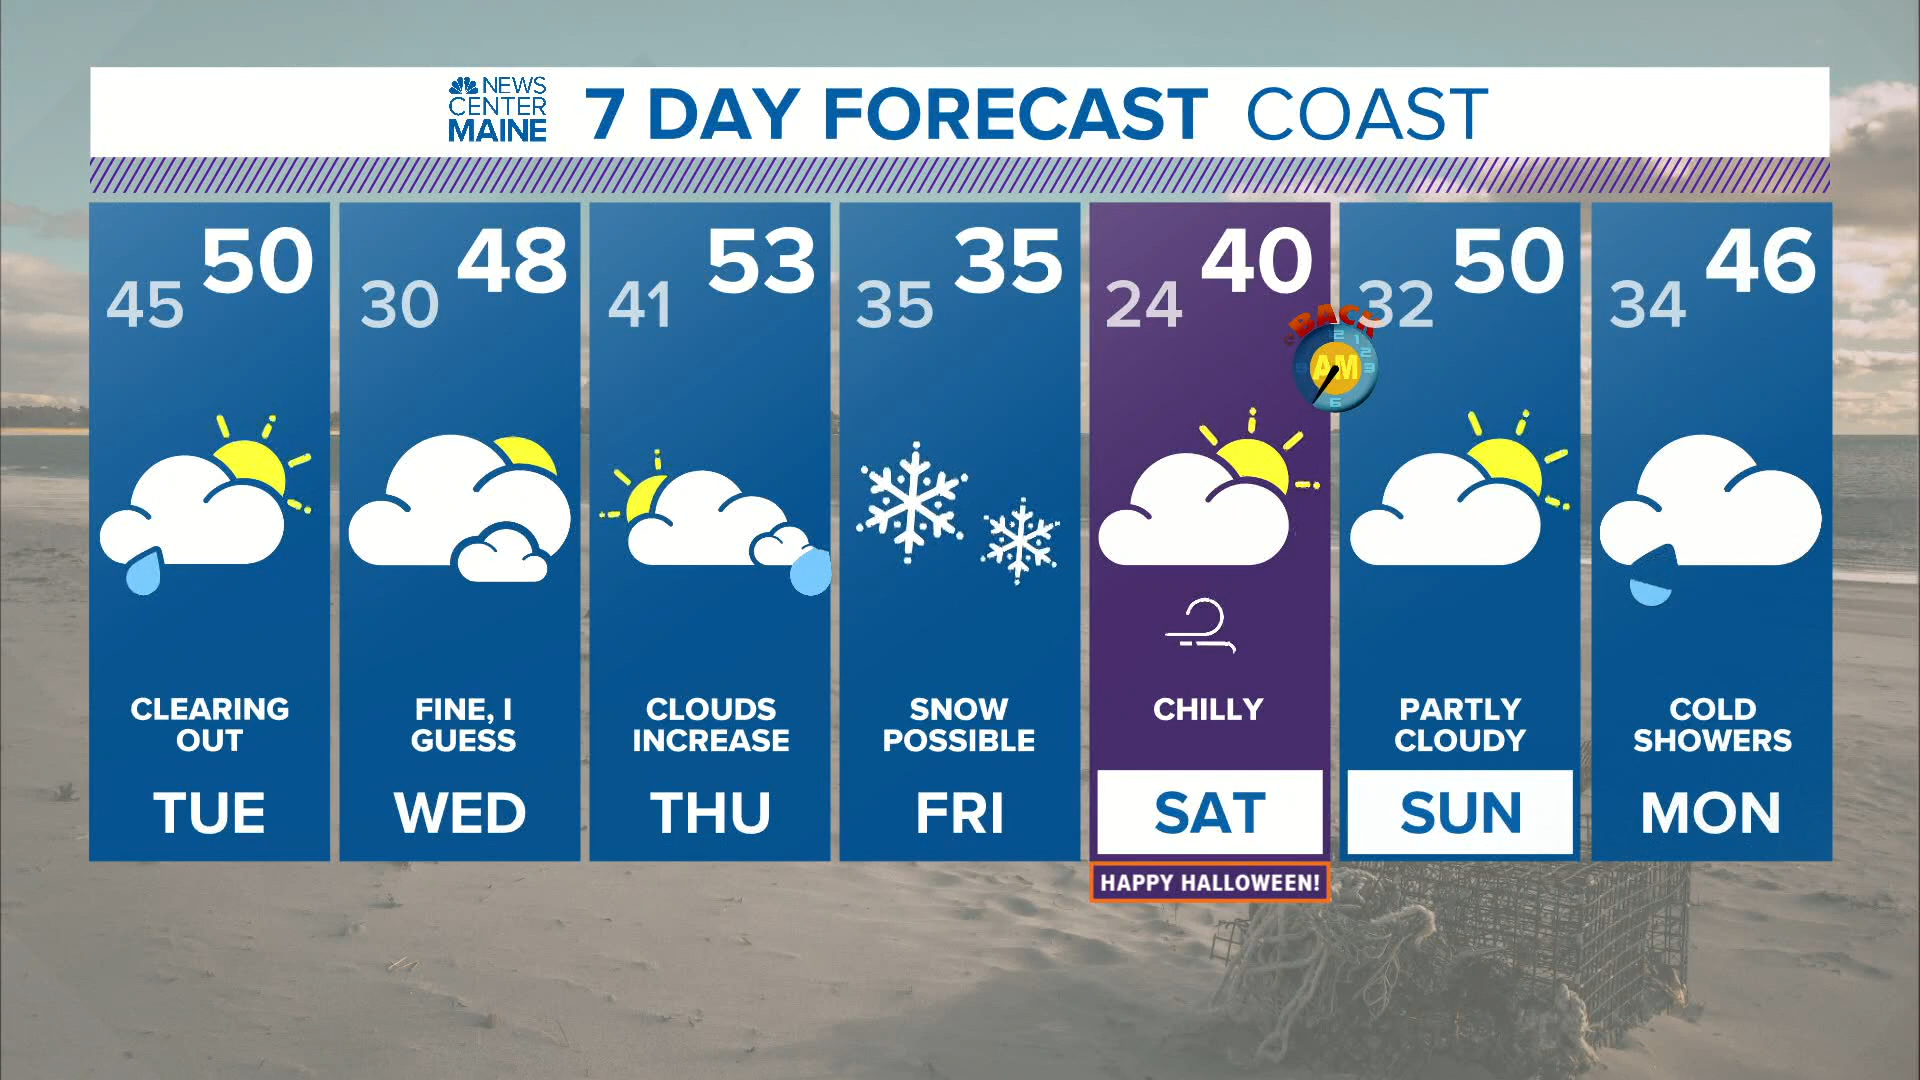 NEWS
CENTER
MAINE
7 DAY FORECAST COAST
45 50
30 48
41 53
35 35
24 40
32 50
34 46
BACK
AM
CLEARING
OUT
TUE
FINE, I
GUESS
WED
CLOUDS
INCREASE
THU
SNOW
POSSIBLE
FRI
CHILLY
SAT
HAPPY HALLOWEEN!
PARTLY
CLOUDY
SUN
COLD
SHOWERS
MON